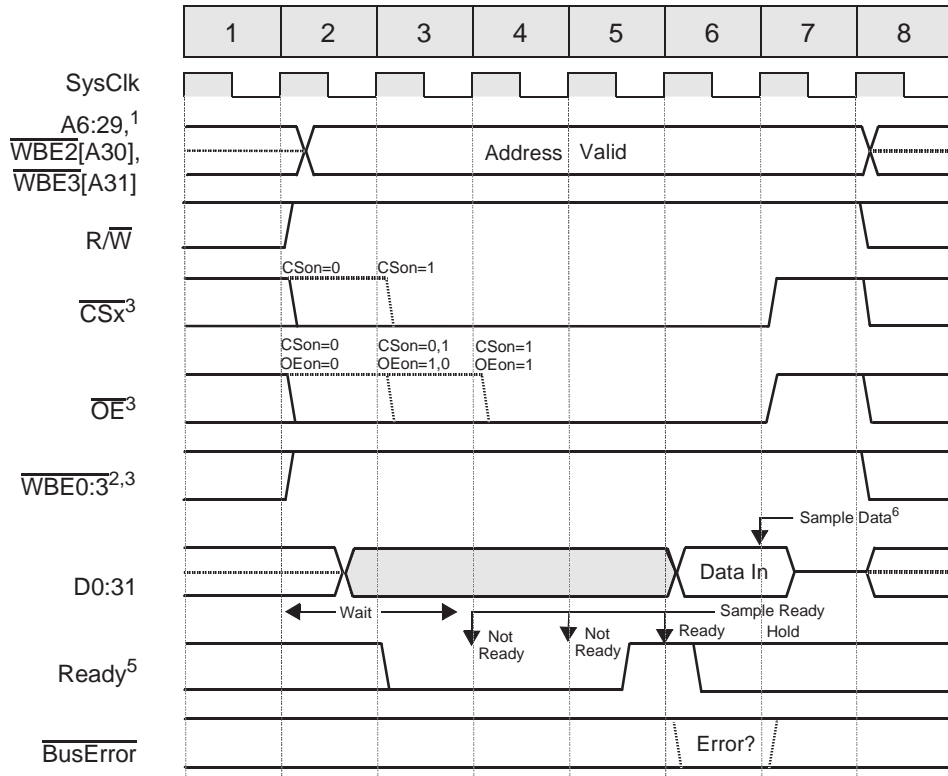 1 2 3 4 5 6 7 8
SysClk
A6:29,1
WBE2[A30],
WBE3[A31]
Address Valid
R/W
CSon=0 CSon=1
CSx3
CSon=0 CSon=0,1 CSon=1
OEon=0 OEon=1,0 OEon=1
OE3
WBE0:32,3
Sample Data6
D0:31
Data In
Wait
Sample Ready
Not Ready
Not Ready
Ready
Hold
Ready5
BusError
Error?